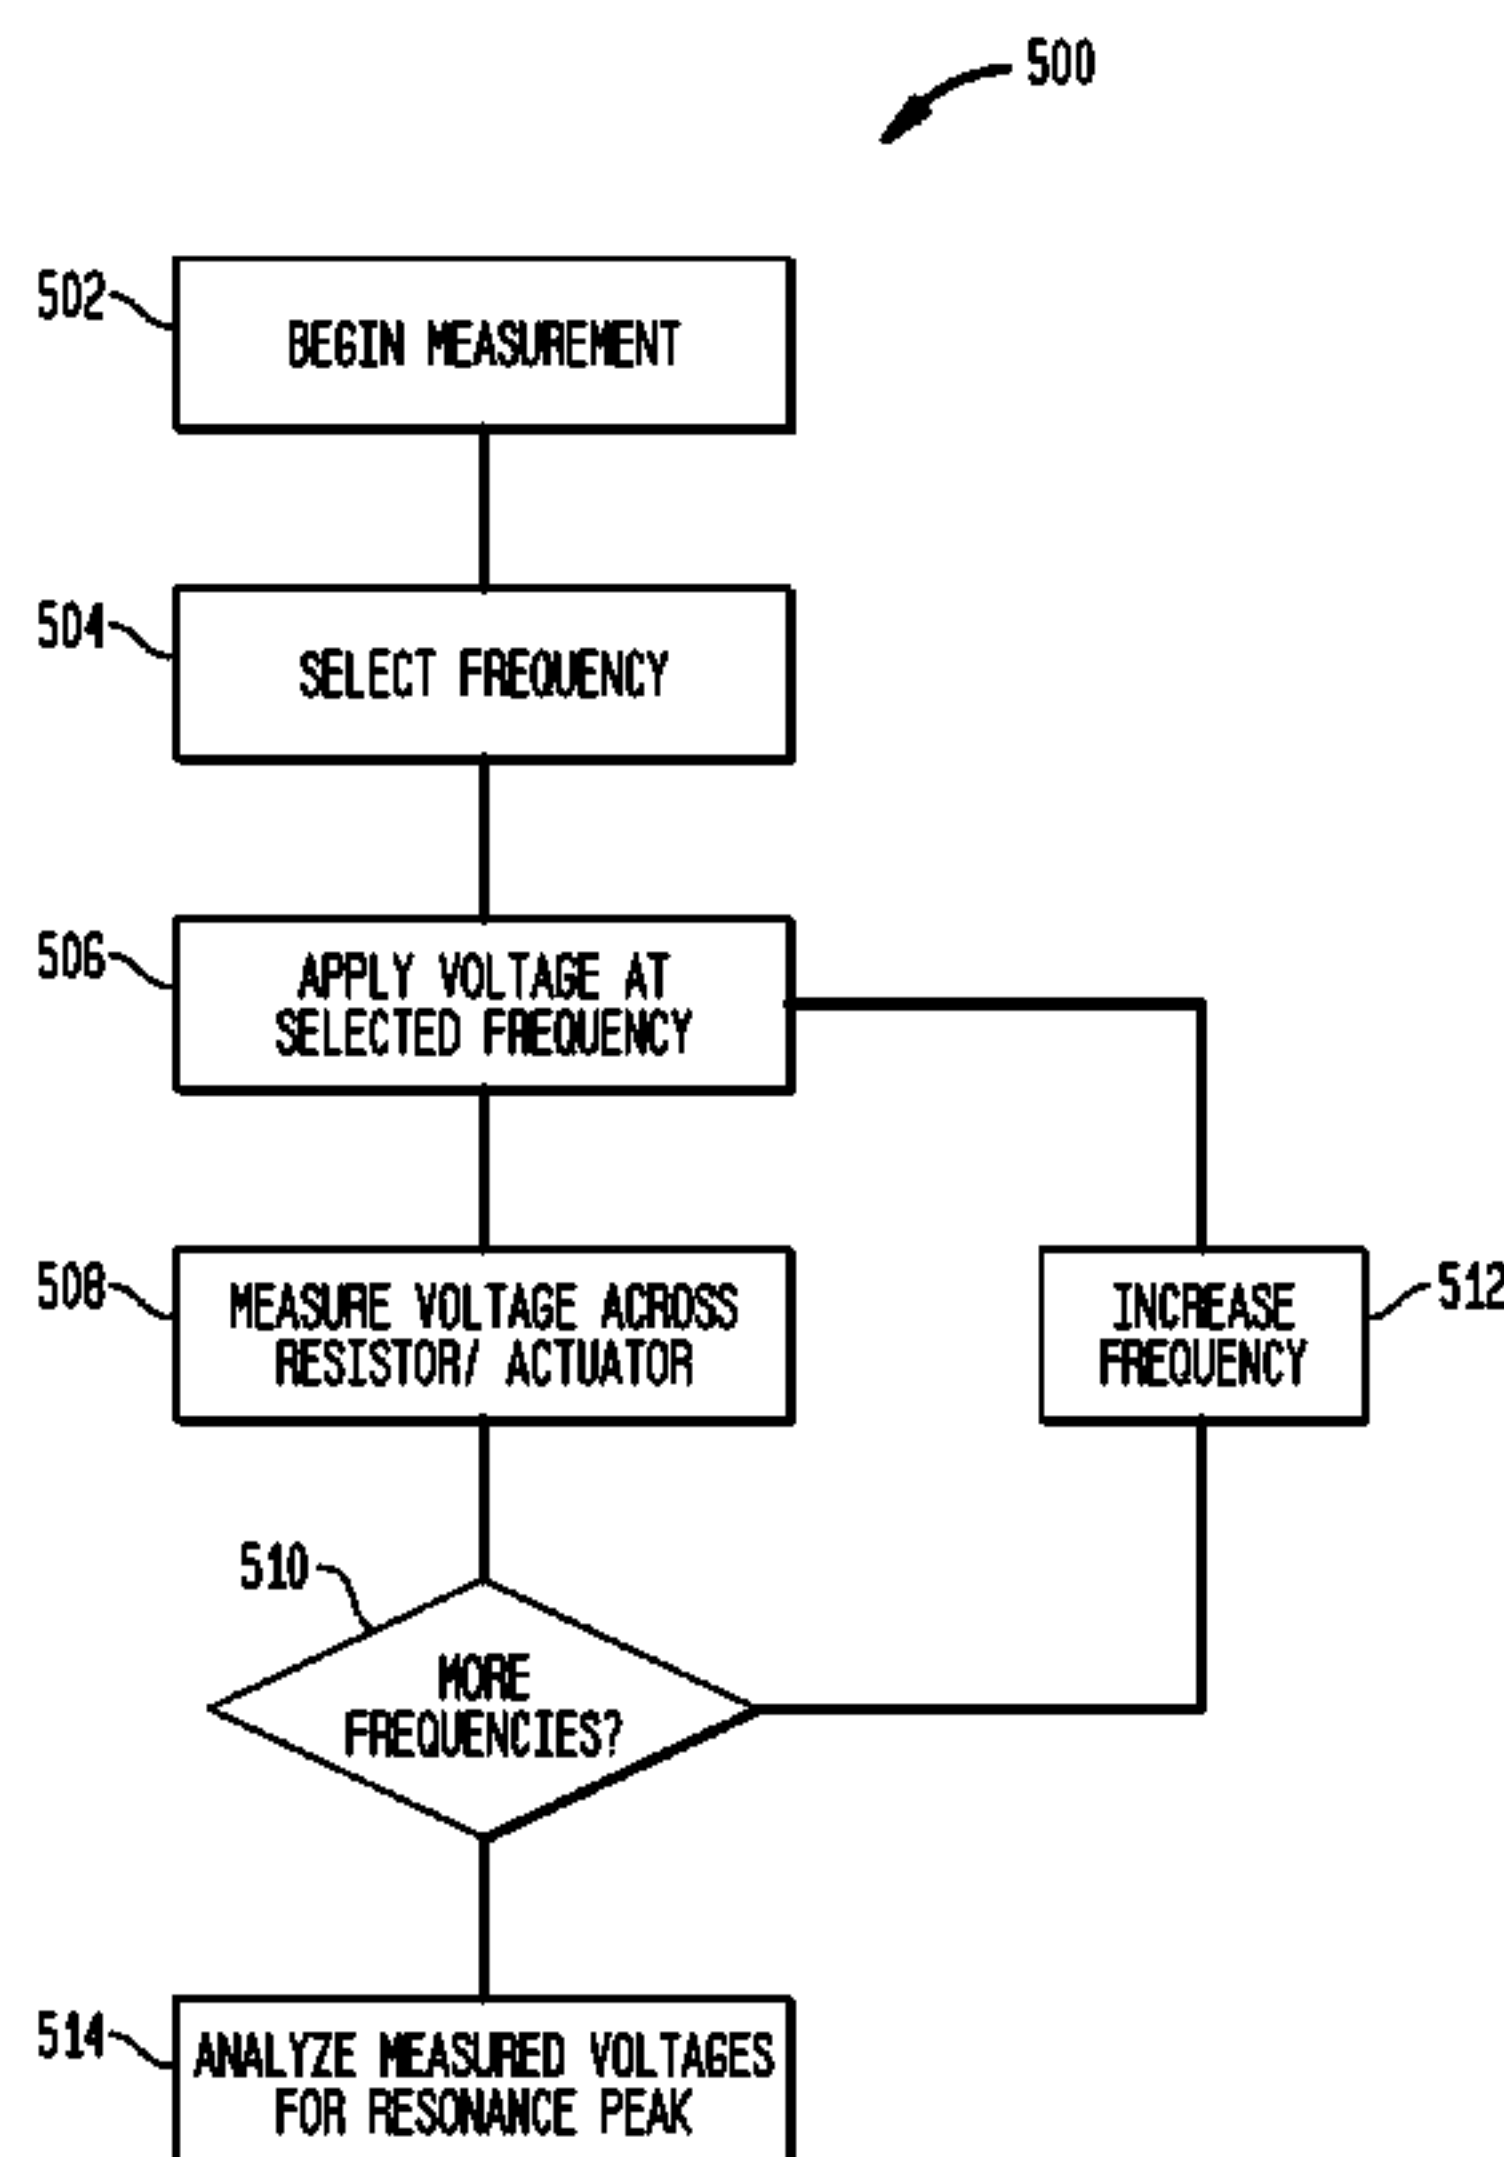 500
502
BEGIN MEASUREMENT
504
SELECT FREQUENCY
506
APPLY VOLTAGE AT
SELECTED FREQUENCY
508
MEASURE VOLTAGE ACROSS
RESISTOR/ ACTUATOR
INCREASE
FREQUENCY
512
510
MORE
FREQUENCIES?
514
ANALYZE MEASURED VOLTAGES
FOR RESONANCE PEAK